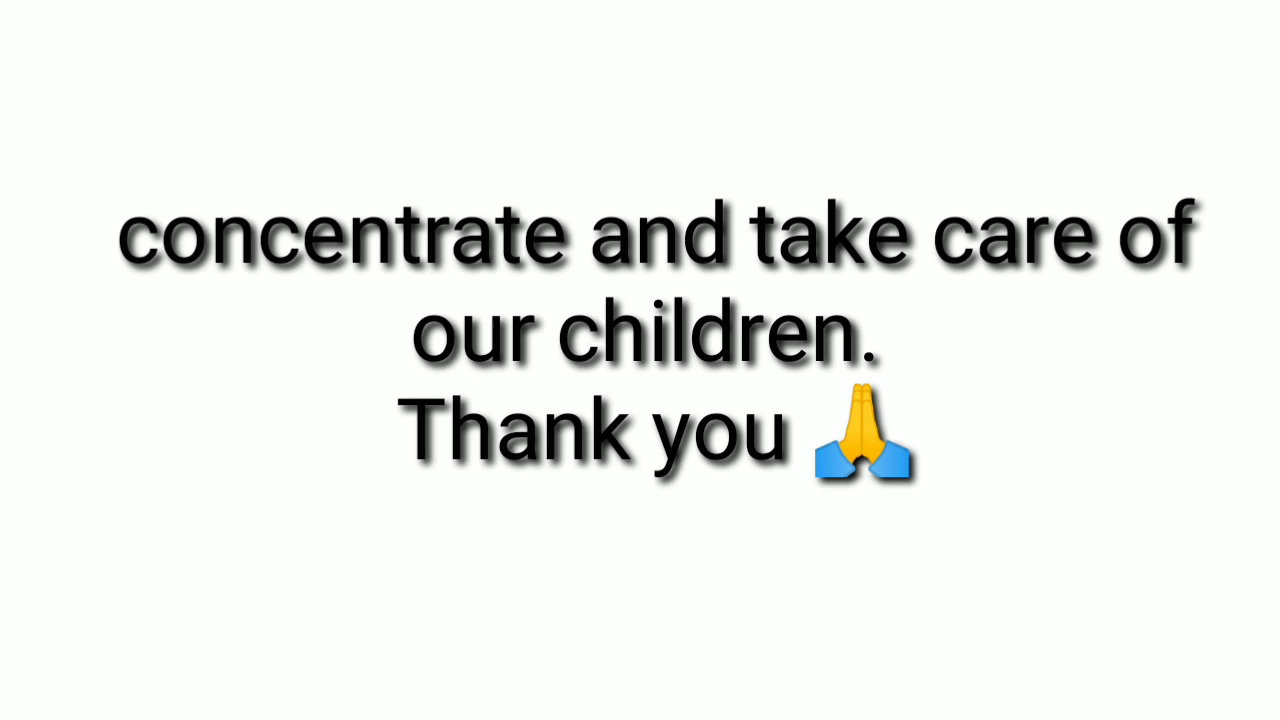 concentrate and take care of
our children.
Thank you 🙏